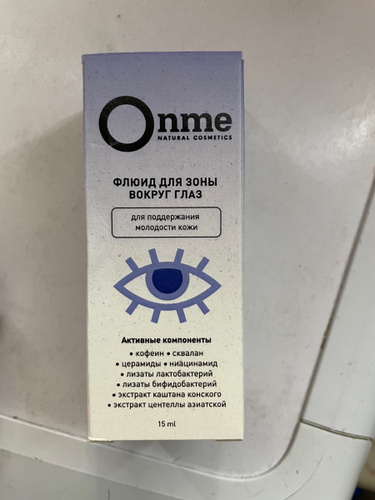 Onme
NATURAL COSMETICS
ФЛЮИД ДЛЯ ЗОНЫ
ВОКРУГ ГЛАЗ
для поддержания
молодости кожи
Активные компоненты
• кофеин • сквалан
• церамиды • ниацинамид
• лизаты лактобактерий
• лизаты бифидобактерий
• экстракт каштана конского
• экстракт центеллы азиатской
15 ml